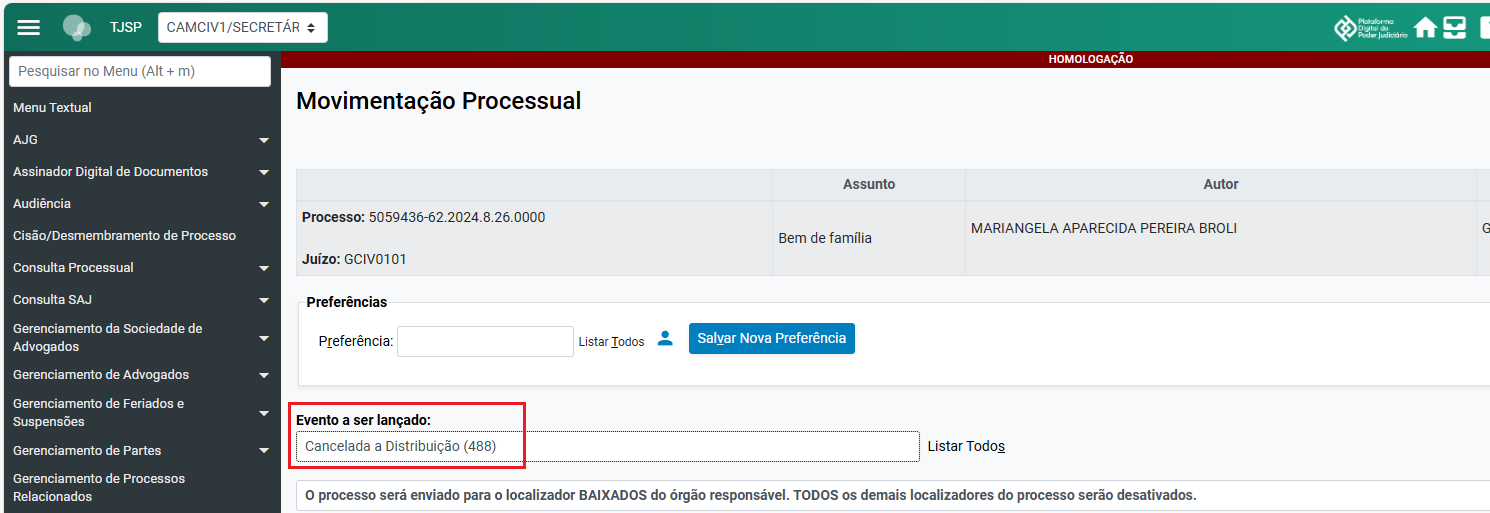 TJSP
CAMCIV1/SECRETÁR
Plataforma
Digital do
Poder Judiciário
Pesquisar no Menu (Alt + m)
HOMOLOGAÇÃO
Menu Textual
AJG
Assinador Digital de Documentos
Audiência
Cisão/Desmembramento de Processo
Consulta Processual
Consulta SAJ
Gerenciamento da Sociedade de
Advogados
Gerenciamento de Advogados
Gerenciamento de Feriados e
Suspensões
Gerenciamento de Partes
Gerenciamento de Processos
Relacionados
Movimentação Processual
Assunto Autor
Processo: 5059436-62.2024.8.26.0000
Juízo: GCIV0101
Bem de família
MARIANGELA APARECIDA PEREIRA BROLI
G
Preferências
Preferência: Listar Todos Salvar Nova Preferência
Evento a ser lançado:
Cancelada a Distribuição (488) Listar Todos
O processo será enviado para o localizador BAIXADOS do órgão responsável. TODOS os demais localizadores do processo serão desativados.